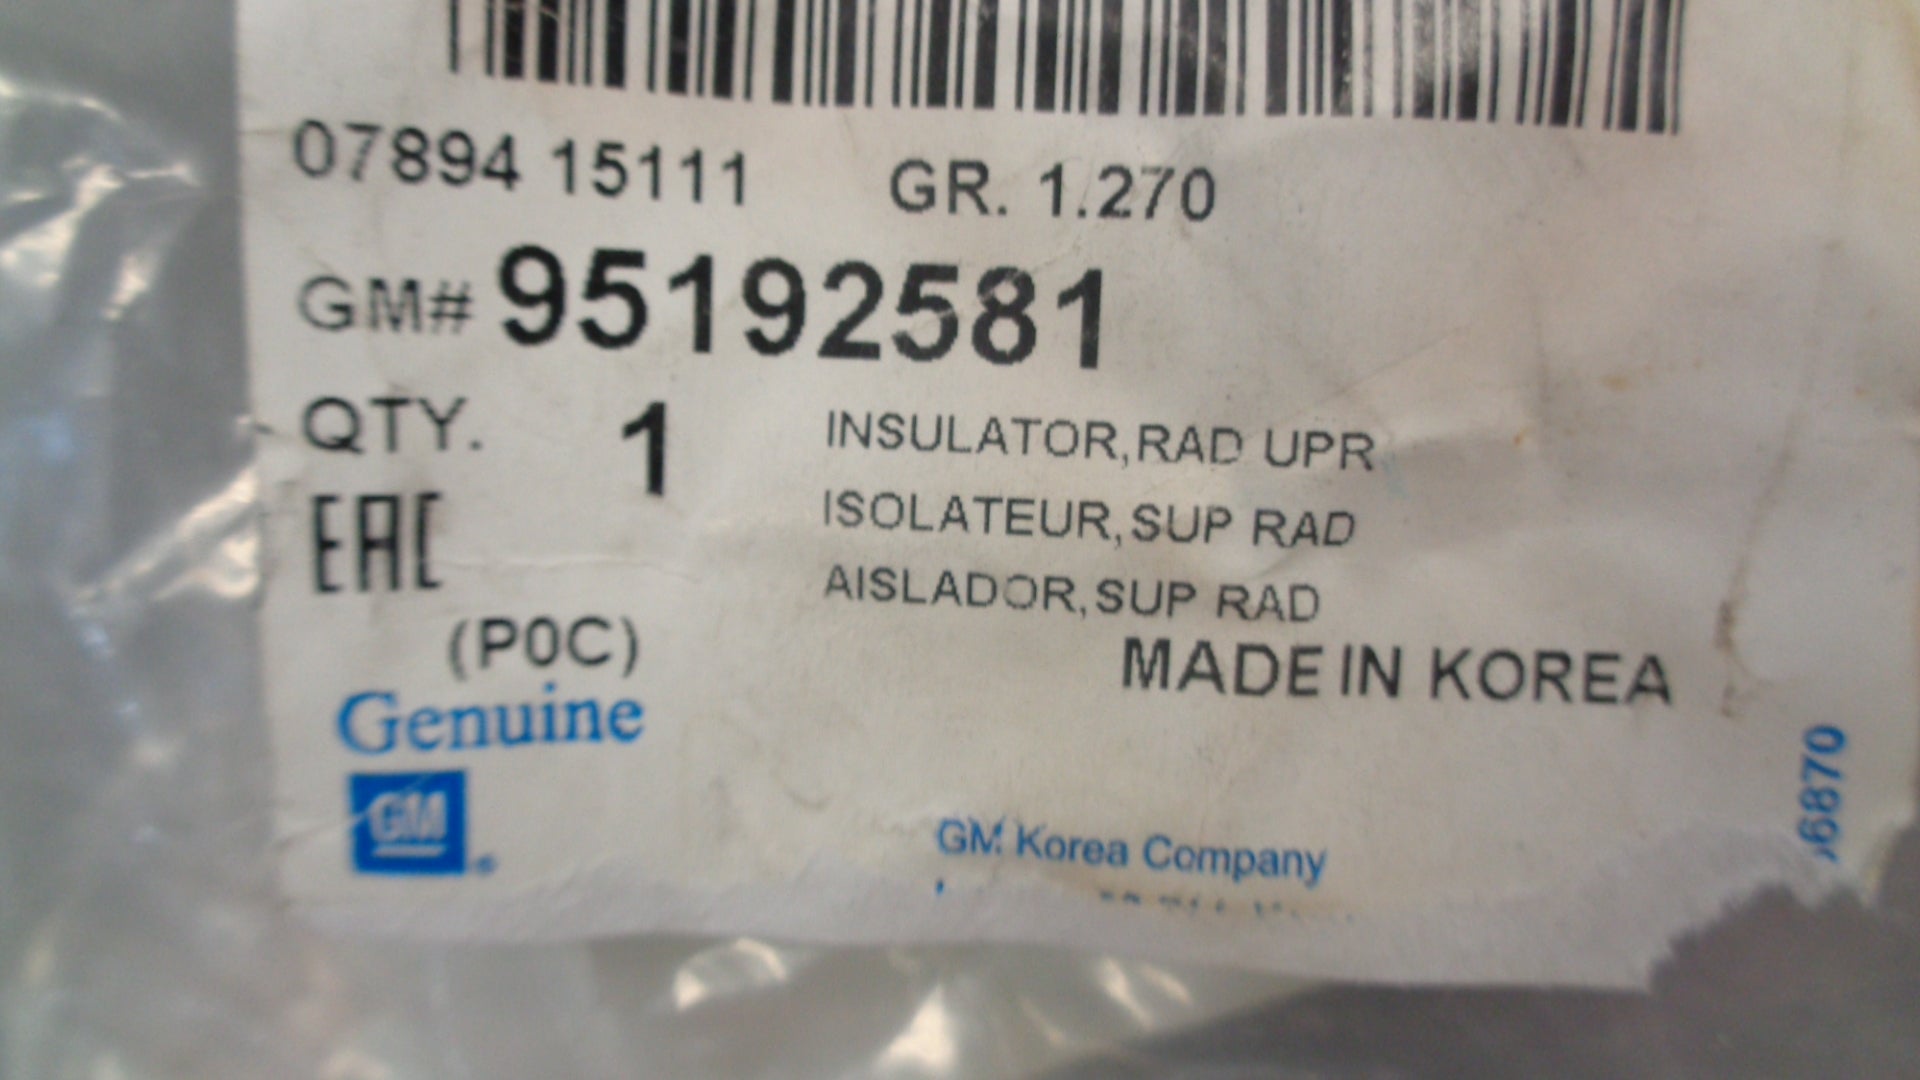 07894 15111 GR. 1.270
GM# 95192581
QTY. 1
INSULATOR,RAD UPR
ISOLATEUR,SUP RAD
AISLADOR,SUP RAD
EAC
(P0C)
MADE IN KOREA
Genuine
GM
GM Korea Company
6870